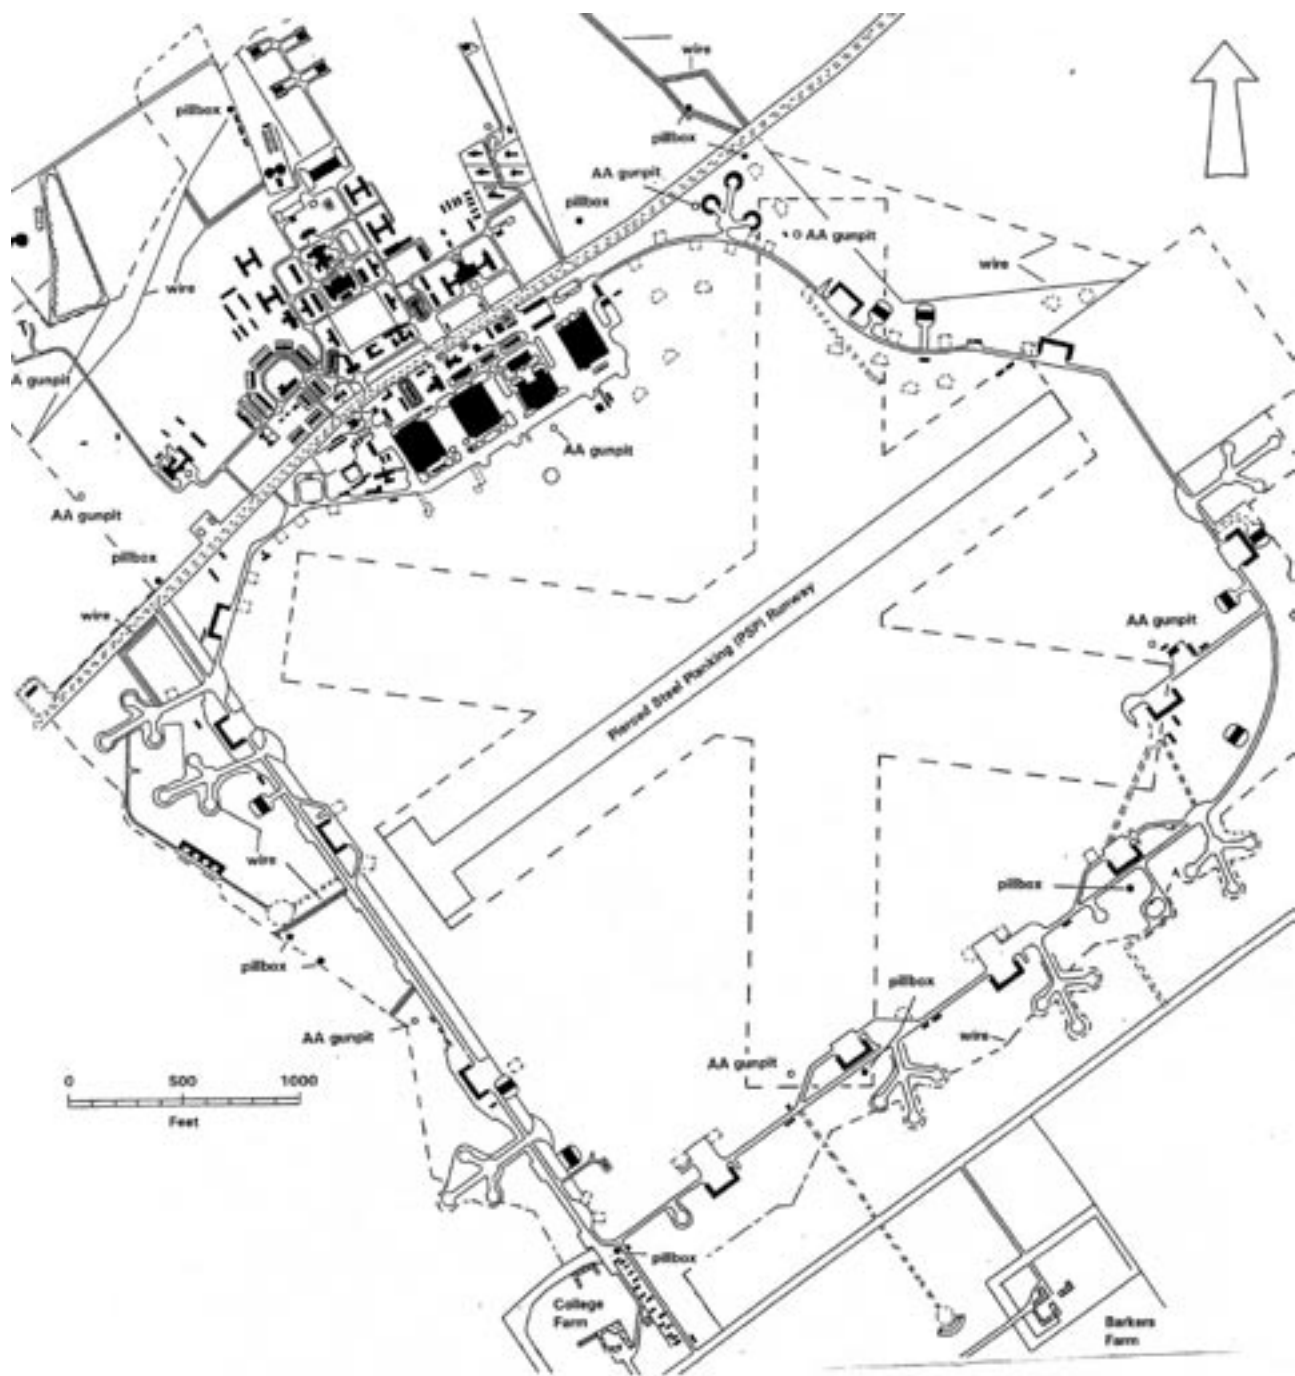 wire
pillbox
pillbox
AA gunpit
pillbox
AA gunpit
wire
wire
A gunpit
AA gunpit
AA gunpit
pillbox
wire
AA gunpit
Pierced Steel Planking (PSP) Runway
wire
pillbox
pillbox
pillbox
AA gunpit
wire
AA gunpit
0 500 1000
Feet
pillbox
College
Farm
Barkers
Farm